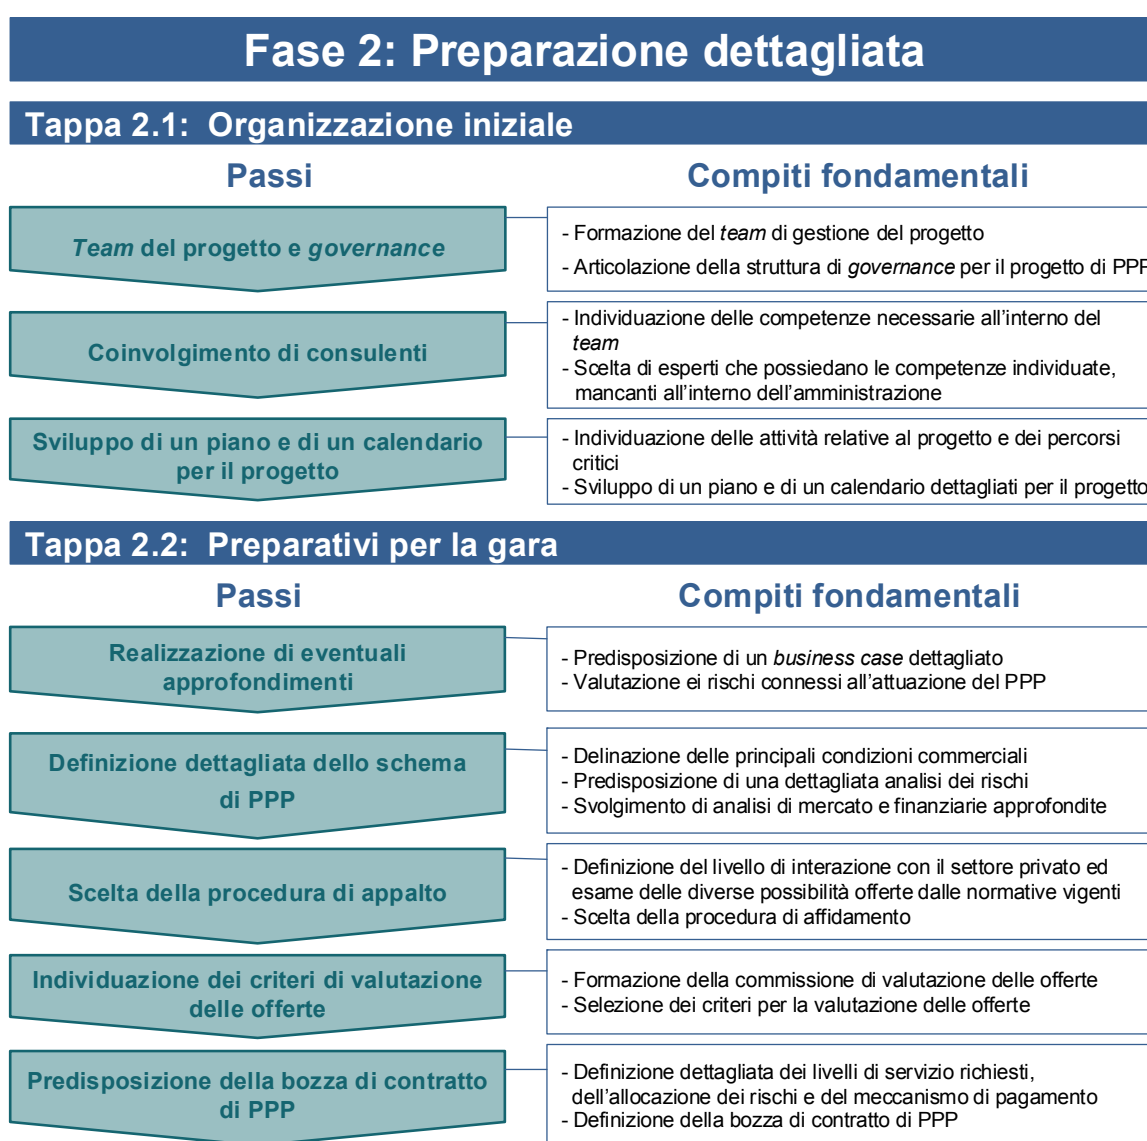 Fase 2: Preparazione dettagliata
Tappa 2.1: Organizzazione iniziale
Passi
Compiti fondamentali
Team del progetto e governance
- Formazione del team di gestione del progetto
- Articolazione della struttura di governance per il progetto di PPP
Coinvolgimento di consulenti
- Individuazione delle competenze necessarie all'interno del
team
- Scelta di esperti che possiedano le competenze individuate,
mancanti all'interno dell'amministrazione
Sviluppo di un piano e di un calendario
per il progetto
- Individuazione delle attività relative al progetto e dei percorsi
critici
- Sviluppo di un piano e di un calendario dettagliati per il progetto
Tappa 2.2: Preparativi per la gara
Passi
Compiti fondamentali
Realizzazione di eventuali
approfondimenti
- Predisposizione di un business case dettagliato
- Valutazione ei rischi connessi all'attuazione del PPP
Definizione dettagliata dello schema
di PPP
- Delinazione delle principali condizioni commerciali
- Predisposizione di una dettagliata analisi dei rischi
- Svolgimento di analisi di mercato e finanziarie approfondite
Scelta della procedura di appalto
- Definizione del livello di interazione con il settore privato ed
esame delle diverse possibilità offerte dalle normative vigenti
- Scelta della procedura di affidamento
Individuazione dei criteri di valutazione
delle offerte
- Formazione della commissione di valutazione delle offerte
- Selezione dei criteri per la valutazione delle offerte
Predisposizione della bozza di contratto
di PPP
- Definizione dettagliata dei livelli di servizio richiesti,
dell'allocazione dei rischi e del meccanismo di pagamento
- Definizione della bozza di contratto di PPP